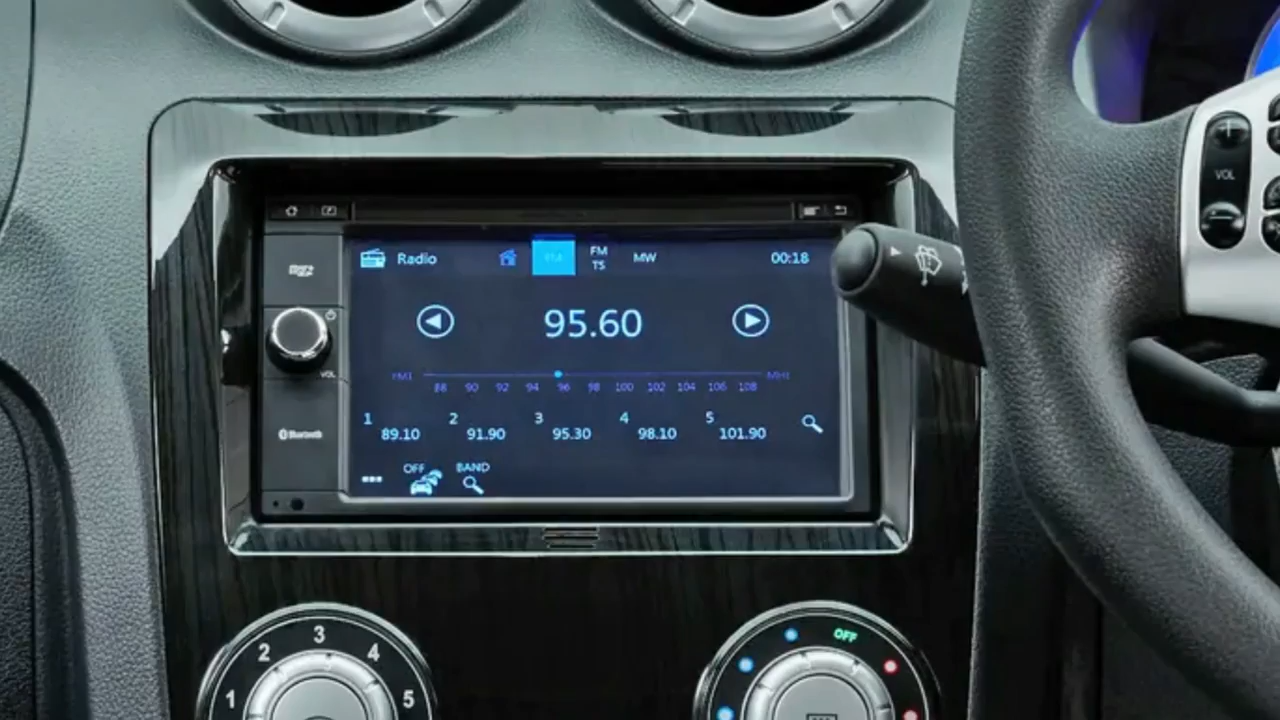 Radio
FM
TS
MW
00:18
VOL
95.60
VOL
FM1
88 90 92 94 96 98 100 102 104 106 108
MHz
1 89.10
2 91.90
3 95.30
4 98.10
5 101.90
Bluetooth
OFF
BAND
1 2 3 4 5
OFF